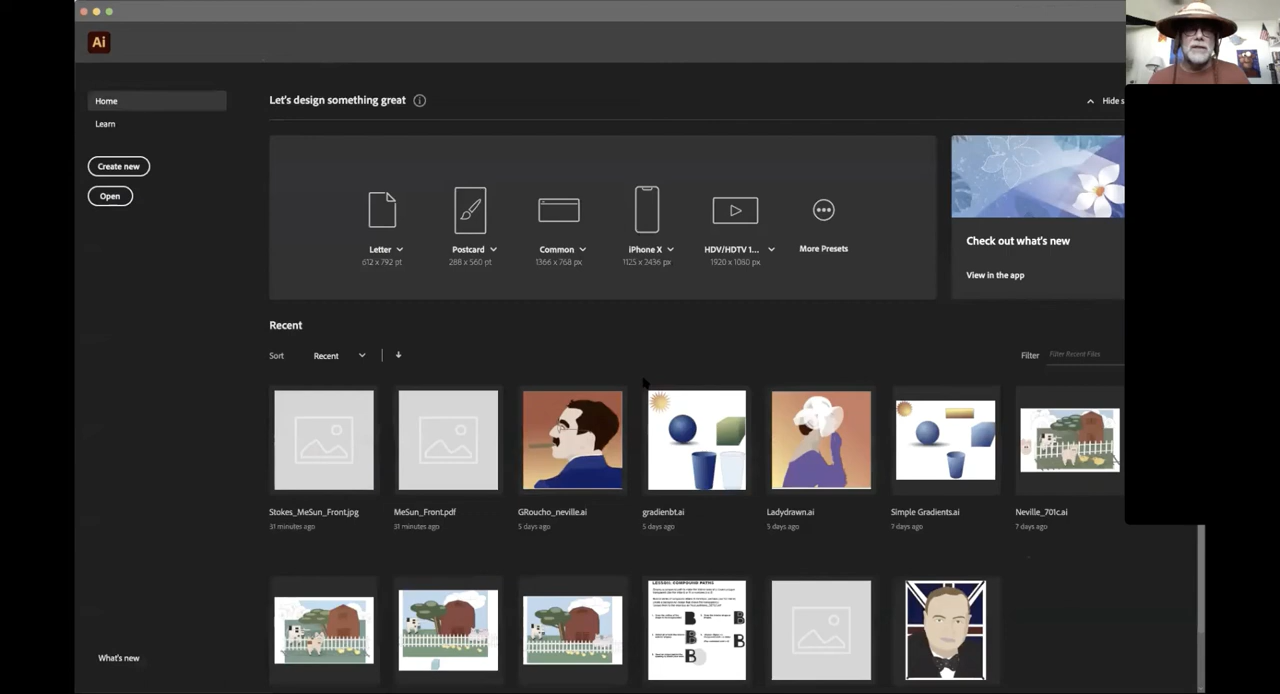 Ai
Home
Learn
Create new
Open
Let's design something great
Hide s
Letter
612 x 792 pt
Postcard
288 x 560 pt
Common
1366 x 768 px
iPhone X
1125 x 2436 px
HDV/HDTV 1...
1920 x 1080 px
More Presets
Check out what's new
View in the app
Recent
Sort
Recent
Filter
Filter Recent Files
Stokes_MeSun_Front.jpg
31 minutes ago
MeSun_Front.pdf
31 minutes ago
GRoucho_neville.ai
5 days ago
gradienbt.ai
5 days ago
Ladydrawn.ai
5 days ago
Simple Gradients.ai
7 days ago
Neville_701c.ai
7 days ago
LESSON: COMPOUND PATHS
B
B
B
B
B
What's new